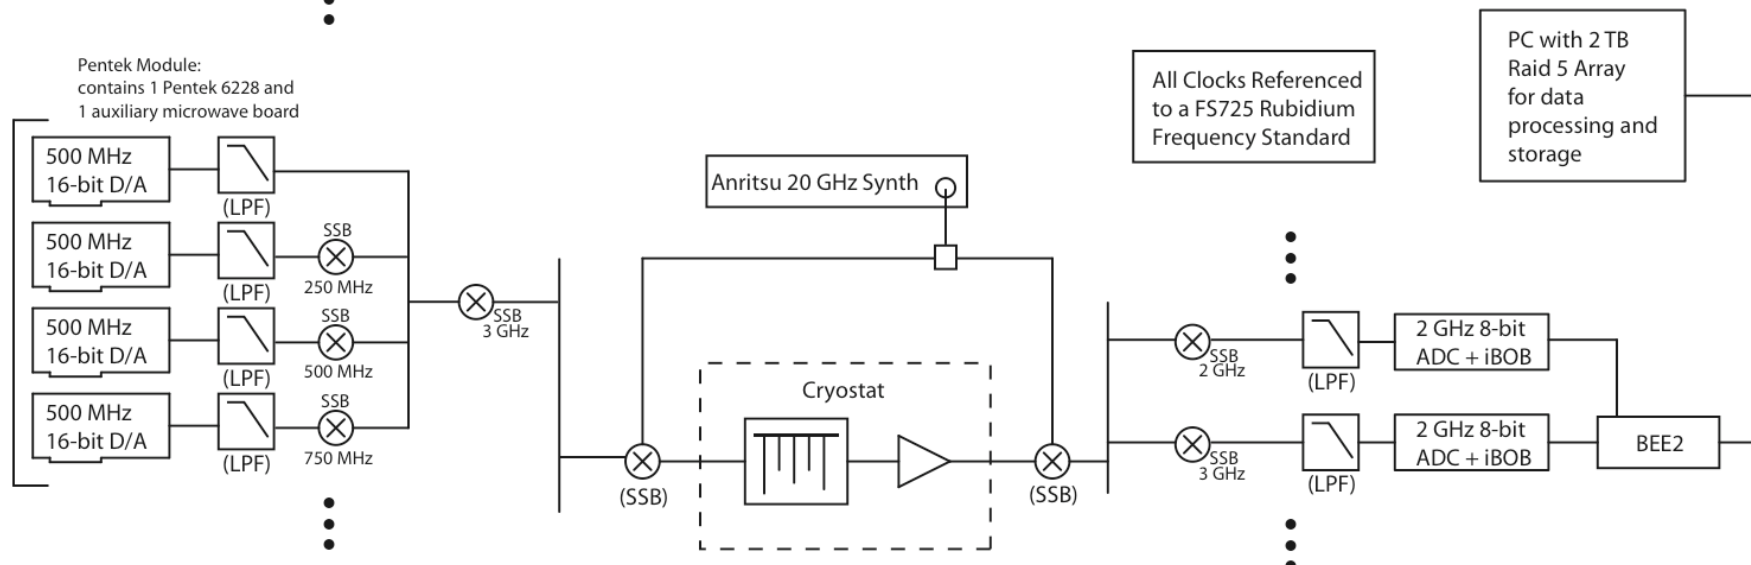 Pentek Module:
contains 1 Pentek 6228 and
1 auxiliary microwave board
500 MHz
16-bit D/A
(LPF)
500 MHz
16-bit D/A
(LPF)
SSB
250 MHz
500 MHz
16-bit D/A
(LPF)
SSB
500 MHz
500 MHz
16-bit D/A
(LPF)
SSB
750 MHz
SSB
3 GHz
Anritsu 20 GHz Synth
(SSB)
Cryostat
(SSB)
All Clocks Referenced
to a FS725 Rubidium
Frequency Standard
PC with 2 TB
Raid 5 Array
for data
processing and
storage
SSB
2 GHz
(LPF)
2 GHz 8-bit
ADC + iBOB
SSB
3 GHz
(LPF)
2 GHz 8-bit
ADC + iBOB
BEE2